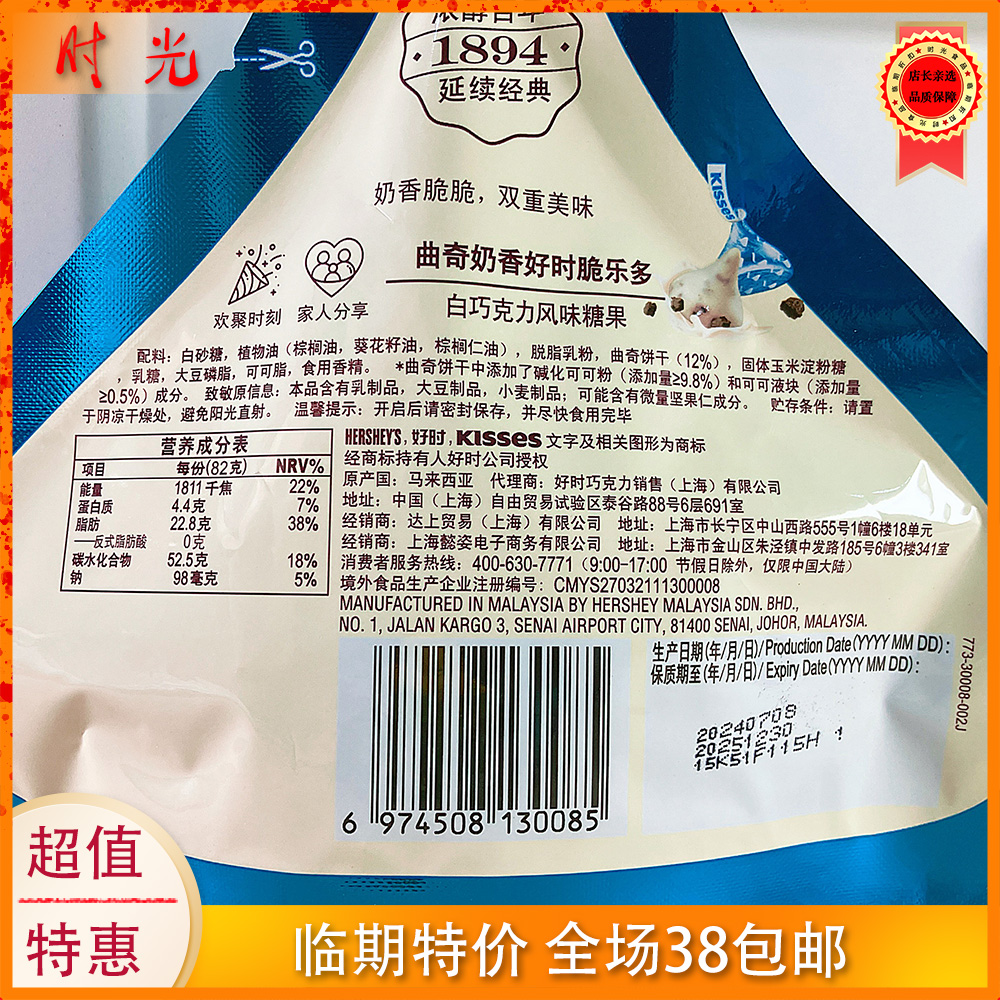 时光
时光食品
临期折扣
店长亲选
品质保障
1894
延续经典
KISSES
奶香脆脆，双重美味
曲奇奶香好时脆乐多
白巧克力风味糖果
欢聚时刻 家人分享
配料：白砂糖，植物油（棕榈油，葵花籽油，棕榈仁油），脱脂乳粉，曲奇饼干（12%），固体玉米淀粉糖
，乳糖，大豆磷脂，可可脂，食用香精。 *曲奇饼干中添加了碱化可可粉（添加量≥9.8%）和可可液块（添加量
≥0.5%）成分。 致敏原信息：本品含有乳制品，大豆制品，小麦制品；可能含有微量坚果仁成分。 贮存条件：请置
于阴凉干燥处，避免阳光直射。 温馨提示：开启后请密封保存，并尽快食用完毕
营养成分表
项目 每份(82克) NRV%
能量 1811千焦 22%
蛋白质 4.4克 7%
脂肪 22.8克 38%
——反式脂肪酸 0克
碳水化合物 52.5克 18%
钠 98毫克 5%
HERSHEY'S, 好时, KISSES 文字及相关图形为商标
经商标持有人好时公司授权
原产国：马来西亚 代理商：好时巧克力销售（上海）有限公司
地址：中国（上海）自由贸易试验区泰谷路88号6层691室
经销商：达上贸易（上海）有限公司 地址：上海市长宁区中山西路555号1幢6楼18单元
经销商：上海懿姿电子商务有限公司 地址：上海市金山区朱泾镇中发路185号6幢3楼341室
消费者服务热线：400-630-7771（9:00-17:00 节假日除外，仅限中国大陆）
境外食品生产企业注册编号：CMYS27032111300008
MANUFACTURED IN MALAYSIA BY HERSHEY MALAYSIA SDN. BHD.,
NO. 1, JALAN KARGO 3, SENAI AIRPORT CITY, 81400 SENAI, JOHOR, MALAYSIA.
生产日期(年/月/日)/Production Date(YYYY MM DD)：
保质期至(年/月/日)/Expiry Date(YYYY MM DD)：
773-30008-002J
20240708
20251230
15K51F115H 1
6 974508 130085
超值
特惠
临期特价 全场38包邮